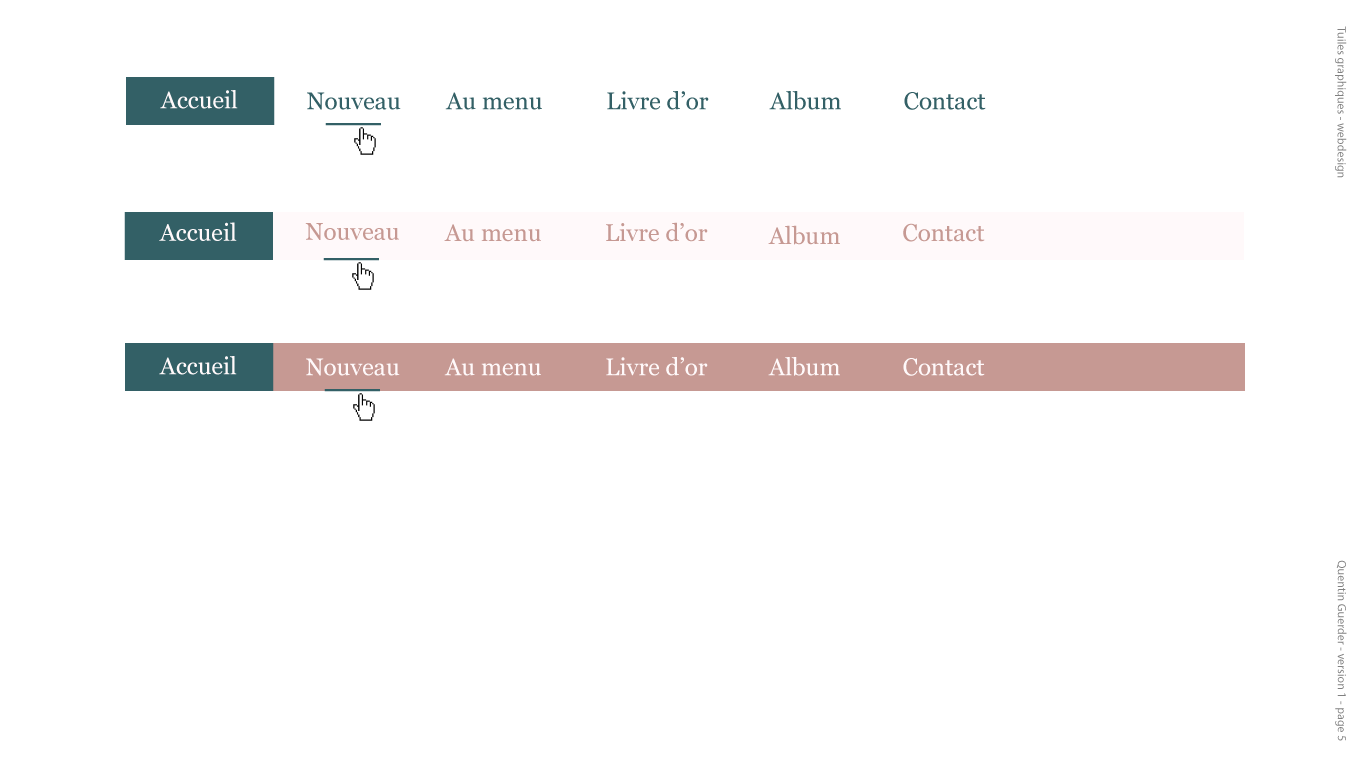 Accueil Nouveau Au menu Livre d’or Album Contact
Accueil Nouveau Au menu Livre d’or Album Contact
Accueil Nouveau Au menu Livre d’or Album Contact
Tuiles graphiques - webdesign
Quentin Guerder - version 1 - page 5